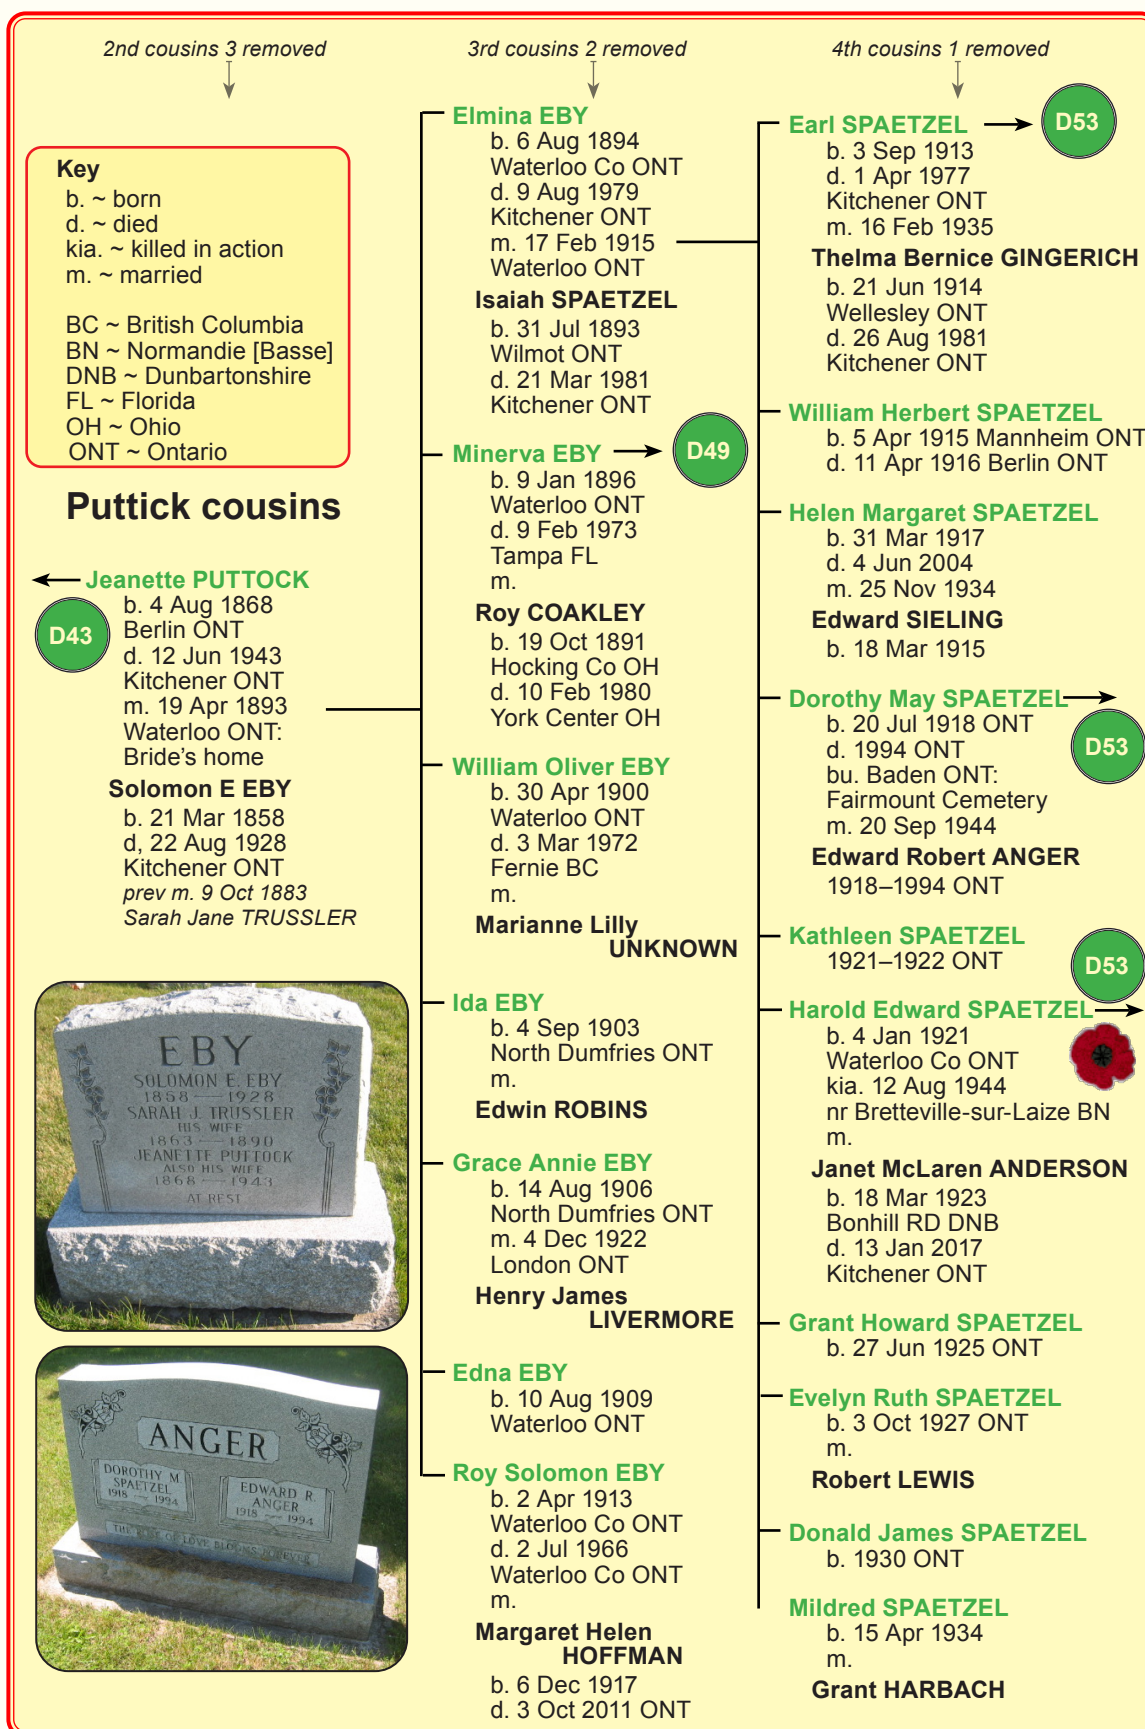 2nd cousins 3 removed
3rd cousins 2 removed
4th cousins 1 removed
Key
b. ~ born
d. ~ died
kia. ~ killed in action
m. ~ married
BC ~ British Columbia
BN ~ Normandie [Basse]
DNB ~ Dunbartonshire
FL ~ Florida
OH ~ Ohio
ONT ~ Ontario
Puttick cousins
Jeanette PUTTOCK
D43
b. 4 Aug 1868
Berlin ONT
d. 12 Jun 1943
Kitchener ONT
m. 19 Apr 1893
Waterloo ONT:
Bride's home
Solomon E EBY
b. 21 Mar 1858
d, 22 Aug 1928
Kitchener ONT
prev m. 9 Oct 1883
Sarah Jane TRUSSLER
EBY
SOLOMON E. EBY
1858 — 1928
SARAH J. TRUSSLER
HIS WIFE
1863 — 1890
JEANETTE PUTTOCK
ALSO HIS WIFE
1868 — 1943
AT REST
ANGER
DOROTHY M.
SPAETZEL
1918 ~ 1994
EDWARD R.
ANGER
1918 ~ 1994
THE ROSE OF LOVE BLOOMS FOREVER
Elmina EBY
b. 6 Aug 1894
Waterloo Co ONT
d. 9 Aug 1979
Kitchener ONT
m. 17 Feb 1915
Waterloo ONT
Isaiah SPAETZEL
b. 31 Jul 1893
Wilmot ONT
d. 21 Mar 1981
Kitchener ONT
Minerva EBY
D49
b. 9 Jan 1896
Waterloo ONT
d. 9 Feb 1973
Tampa FL
m.
Roy COAKLEY
b. 19 Oct 1891
Hocking Co OH
d. 10 Feb 1980
York Center OH
William Oliver EBY
b. 30 Apr 1900
Waterloo ONT
d. 3 Mar 1972
Fernie BC
m.
Marianne Lilly
UNKNOWN
Ida EBY
b. 4 Sep 1903
North Dumfries ONT
m.
Edwin ROBINS
Grace Annie EBY
b. 14 Aug 1906
North Dumfries ONT
m. 4 Dec 1922
London ONT
Henry James
LIVERMORE
Edna EBY
b. 10 Aug 1909
Waterloo ONT
Roy Solomon EBY
b. 2 Apr 1913
Waterloo Co ONT
d. 2 Jul 1966
Waterloo Co ONT
m.
Margaret Helen
HOFFMAN
b. 6 Dec 1917
d. 3 Oct 2011 ONT
Earl SPAETZEL
D53
b. 3 Sep 1913
d. 1 Apr 1977
Kitchener ONT
m. 16 Feb 1935
Thelma Bernice GINGERICH
b. 21 Jun 1914
Wellesley ONT
d. 26 Aug 1981
Kitchener ONT
William Herbert SPAETZEL
b. 5 Apr 1915 Mannheim ONT
d. 11 Apr 1916 Berlin ONT
Helen Margaret SPAETZEL
b. 31 Mar 1917
d. 4 Jun 2004
m. 25 Nov 1934
Edward SIELING
b. 18 Mar 1915
Dorothy May SPAETZEL
D53
b. 20 Jul 1918 ONT
d. 1994 ONT
bu. Baden ONT:
Fairmount Cemetery
m. 20 Sep 1944
Edward Robert ANGER
1918–1994 ONT
Kathleen SPAETZEL
1921–1922 ONT
D53
Harold Edward SPAETZEL
b. 4 Jan 1921
Waterloo Co ONT
kia. 12 Aug 1944
nr Bretteville-sur-Laize BN
m.
Janet McLaren ANDERSON
b. 18 Mar 1923
Bonhill RD DNB
d. 13 Jan 2017
Kitchener ONT
Grant Howard SPAETZEL
b. 27 Jun 1925 ONT
Evelyn Ruth SPAETZEL
b. 3 Oct 1927 ONT
m.
Robert LEWIS
Donald James SPAETZEL
b. 1930 ONT
Mildred SPAETZEL
b. 15 Apr 1934
m.
Grant HARBACH